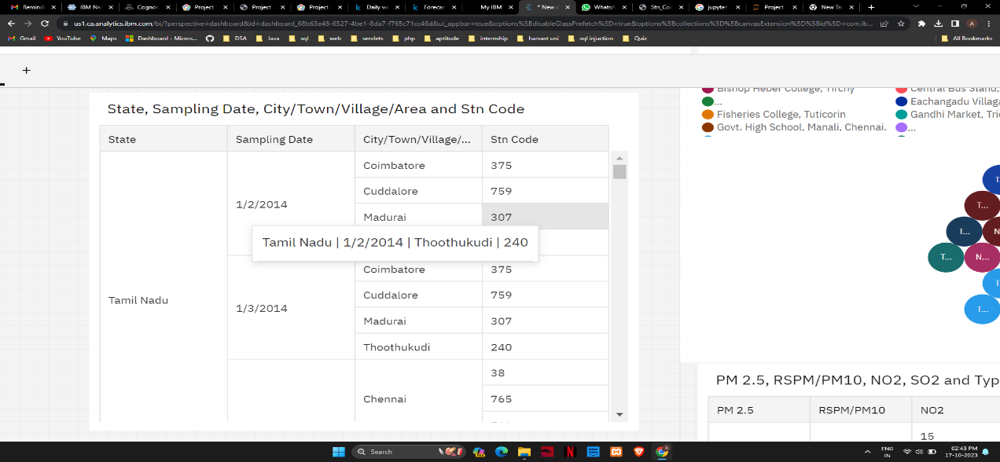 Remind
IBM Na
Cognos
Project
Project
Project
Daily w
Forecas
My IBM
* New d
WhatsA
Stn_Co
jupyter
Project
New Ta
us1.ca.analytics.ibm.com/bi/?perspective=dashboard&id=dashboard_68b63e48-6527-4be1-8da7-f765c71cc46d&ui_appbar=true&options%5BdisableGlassPrefetch%5D=true&options%5Bcollections%5D%5BcanvasExtension%5D%5Bid%5D=com.ib...
A
Gmail YouTube Maps Dashboard - Micros... DSA Java sql web servlets php aptitude internship harvast uni sql injuction Quiz All Bookmarks
+
State, Sampling Date, City/Town/Village/Area and Stn Code
State Sampling Date City/Town/Village/... Stn Code
Coimbatore 375
Cuddalore 759
1/2/2014
Madurai 307
Tamil Nadu | 1/2/2014 | Thoothukudi | 240
Coimbatore 375
Cuddalore 759
Tamil Nadu 1/3/2014
Madurai 307
Thoothukudi 240
38
Chennai 765
Bishop Heber College, Tirchy
...
Fisheries College, Tuticorin
Govt. High School, Manali, Chennai.
Central Bus Stand,
Eachangadu Villag
Gandhi Market, Tri
...
T...
T... N
I... N
T... N...
T...
PM 2.5, RSPM/PM10, NO2, SO2 and Typ
PM 2.5 RSPM/PM10 NO2
15
Search
ENG
IN
02:43 PM
17-10-2023